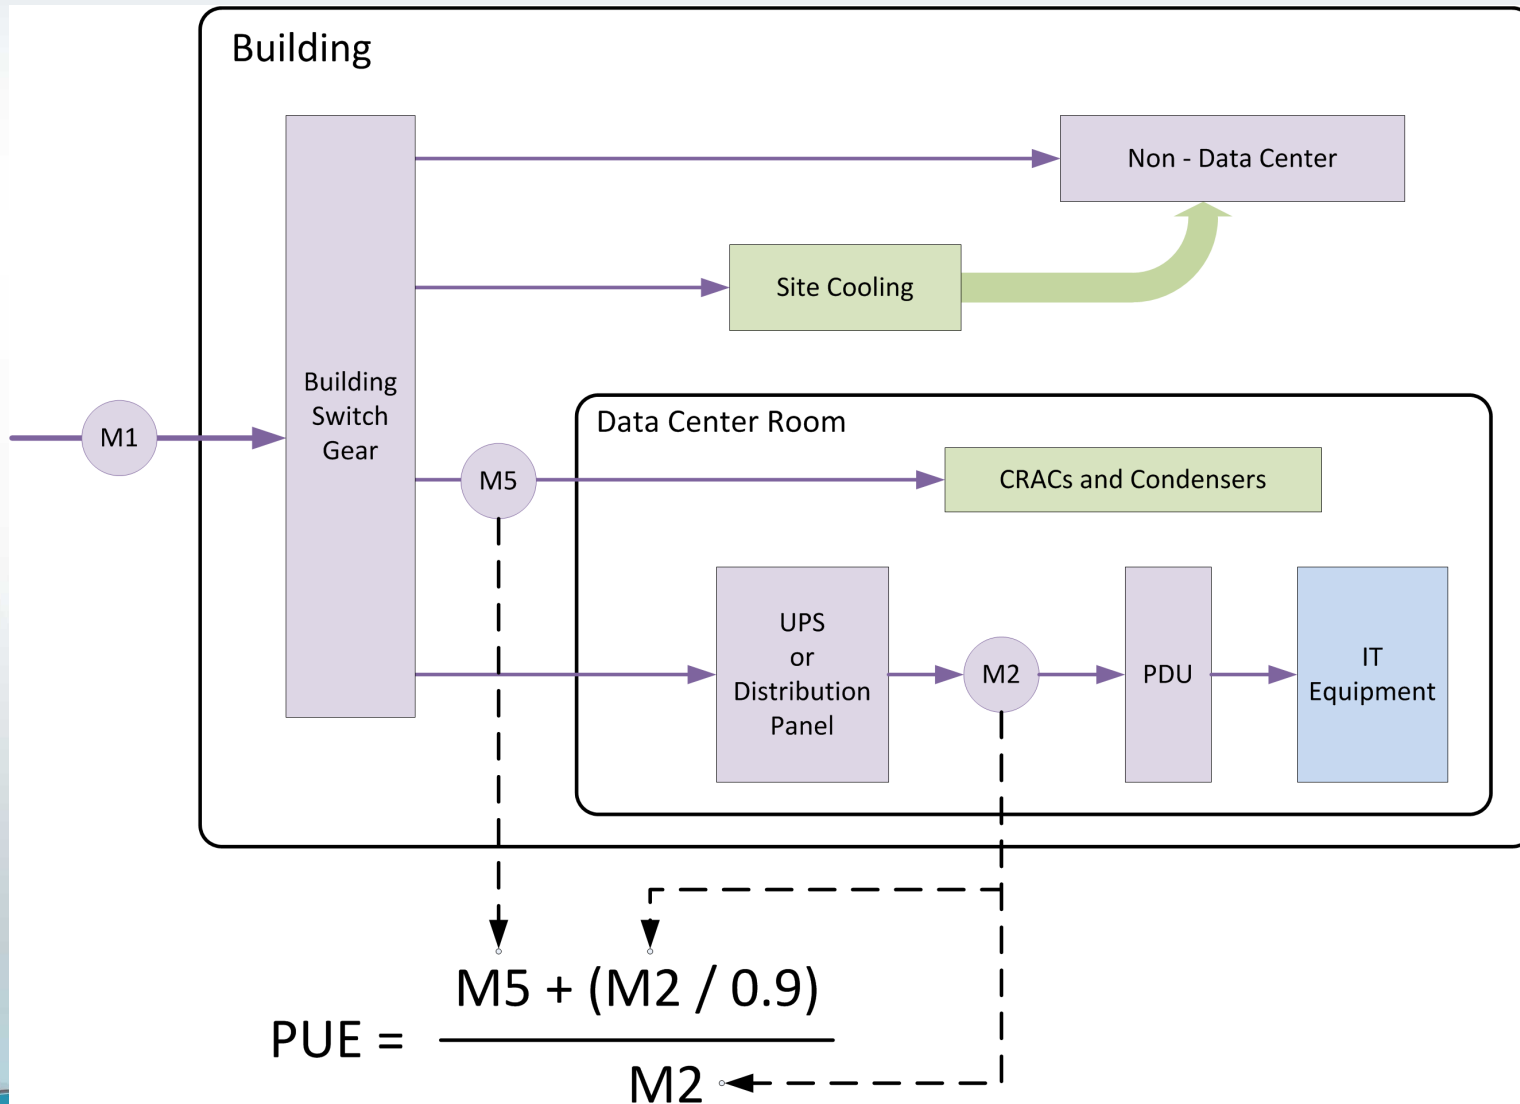 Building
Non - Data Center
Site Cooling
Building
Switch
Gear
M1
Data Center Room
M5
CRACs and Condensers
UPS
or
Distribution
Panel
M2
PDU
IT
Equipment
M5 + (M2 / 0.9)
PUE =
M2